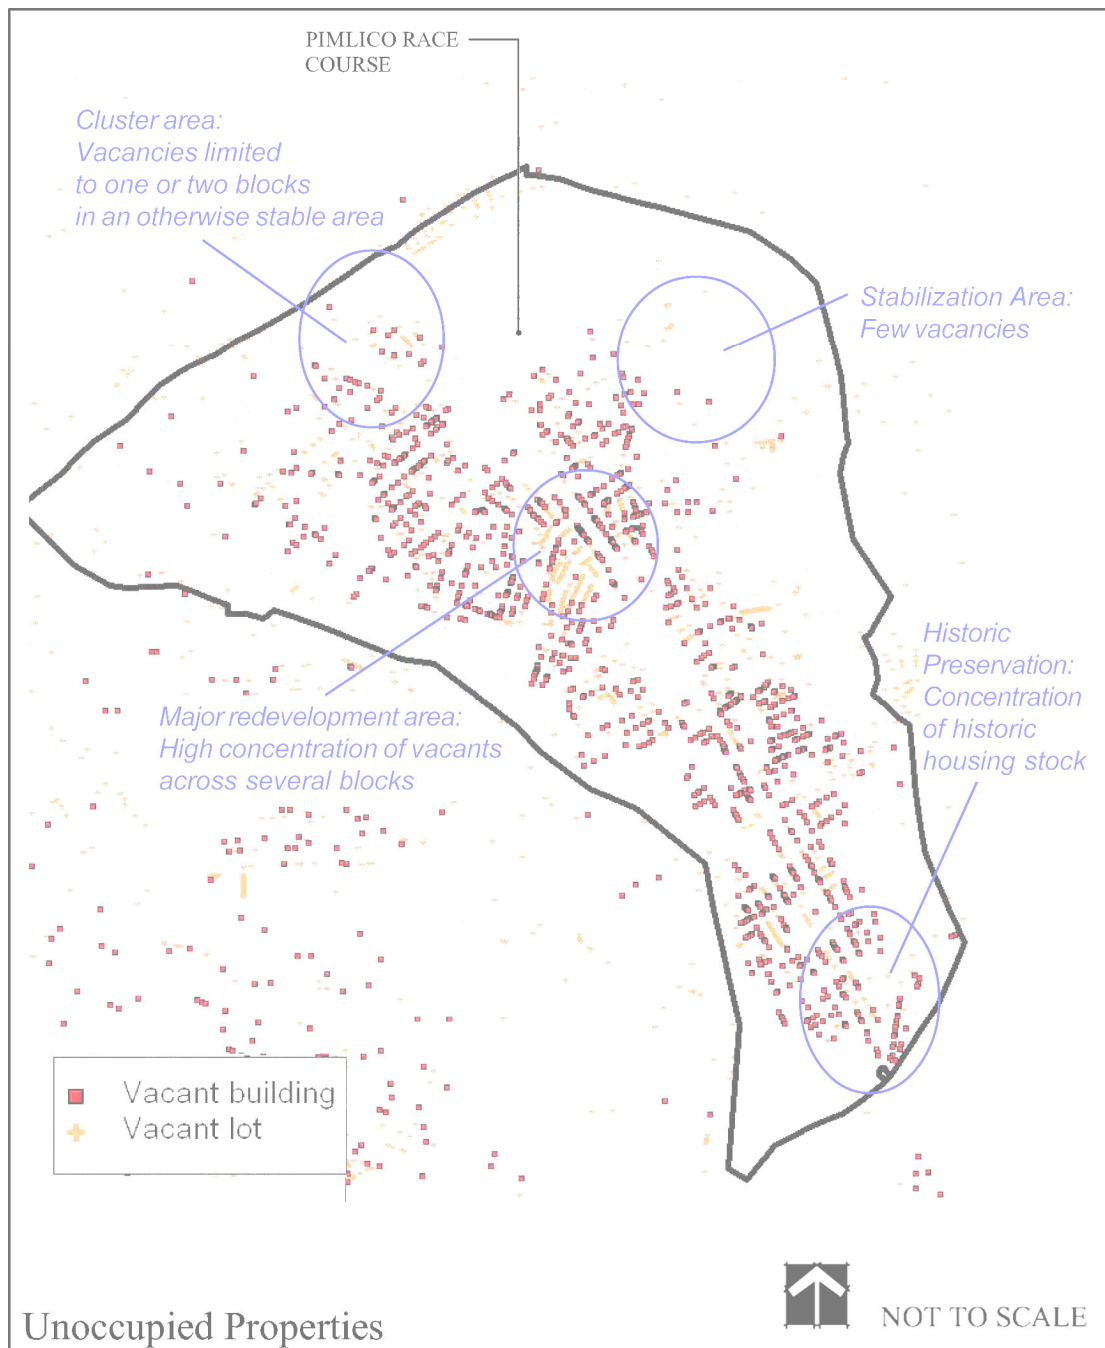 PIMLICO RACE
COURSE
Cluster area:
Vacancies limited
to one or two blocks
in an otherwise stable area
Stabilization Area:
Few vacancies
Historic
Preservation:
Concentration
of historic
housing stock
Major redevelopment area:
High concentration of vacants
across several blocks
Vacant building
Vacant lot
Unoccupied Properties
NOT TO SCALE